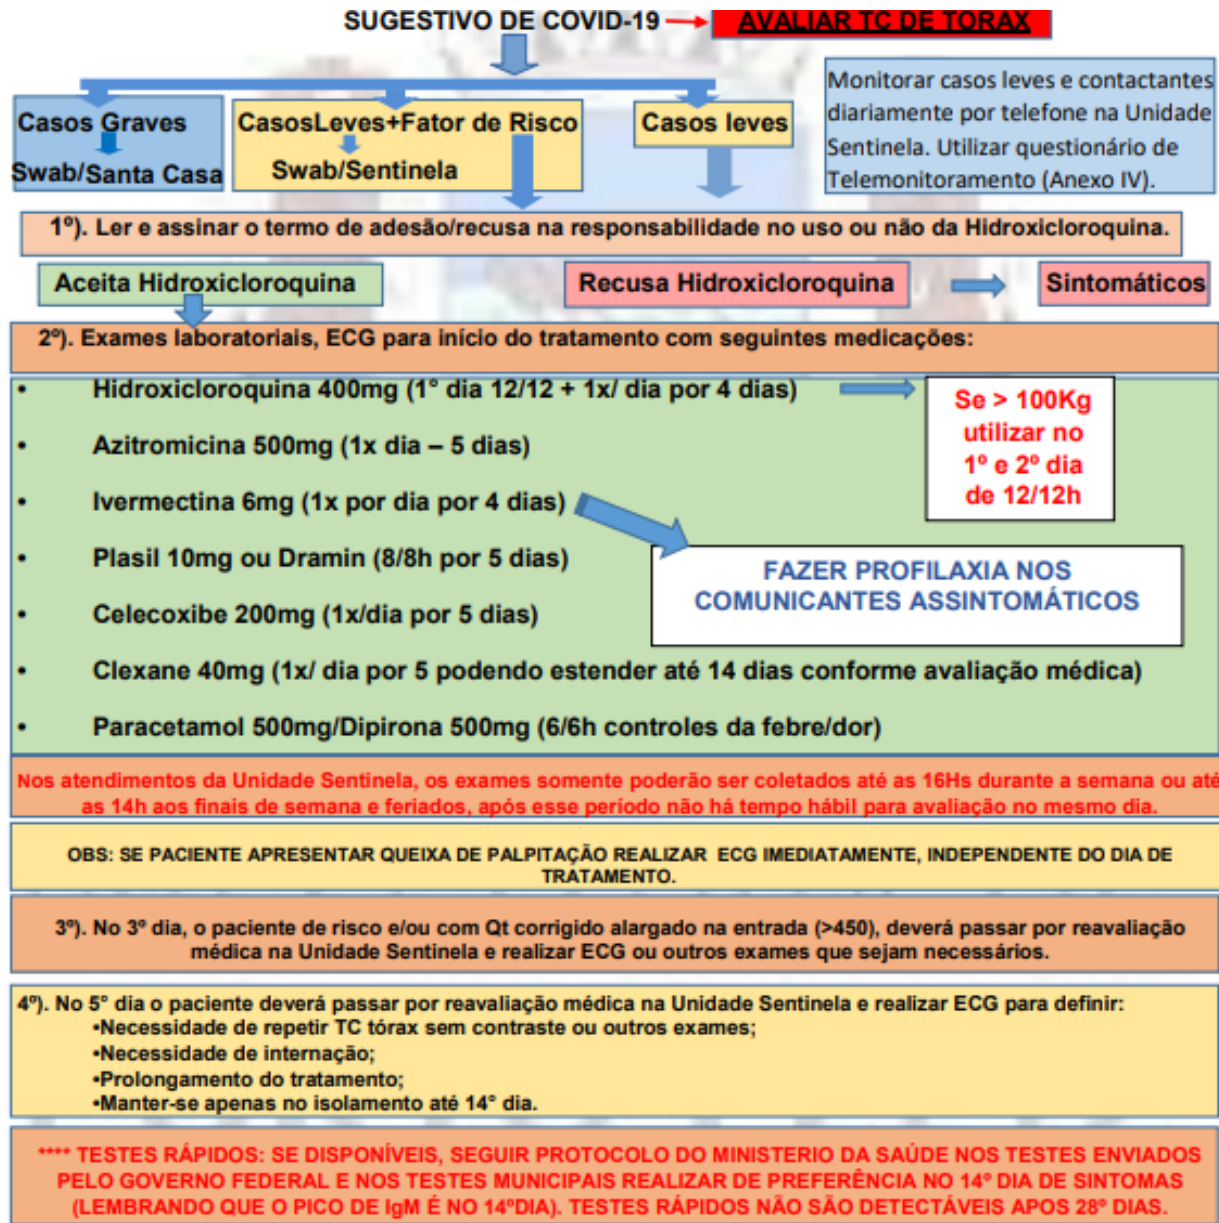 SUGESTIVO DE COVID-19
AVALIAR TC DE TORAX
Monitorar casos leves e contactantes
diariamente por telefone na Unidade
Sentinela. Utilizar questionário de
Telemonitoramento (Anexo IV).
Casos Graves
Swab/Santa Casa
CasosLeves+Fator de Risco
Swab/Sentinela
Casos leves
1º). Ler e assinar o termo de adesão/recusa na responsabilidade no uso ou não da Hidroxicloroquina.
Aceita Hidroxicloroquina
Recusa Hidroxicloroquina
Sintomáticos
2º). Exames laboratoriais, ECG para início do tratamento com seguintes medicações:
• Hidroxicloroquina 400mg (1° dia 12/12 + 1x/ dia por 4 dias)
Se > 100Kg
utilizar no
1º e 2º dia
de 12/12h
• Azitromicina 500mg (1x dia – 5 dias)
• Ivermectina 6mg (1x por dia por 4 dias)
FAZER PROFILAXIA NOS
COMUNICANTES ASSINTOMÁTICOS
• Plasil 10mg ou Dramin (8/8h por 5 dias)
• Celecoxibe 200mg (1x/dia por 5 dias)
• Clexane 40mg (1x/ dia por 5 podendo estender até 14 dias conforme avaliação médica)
• Paracetamol 500mg/Dipirona 500mg (6/6h controles da febre/dor)
Nos atendimentos da Unidade Sentinela, os exames somente poderão ser coletados até as 16Hs durante a semana ou até
as 14h aos finais de semana e feriados, após esse período não há tempo hábil para avaliação no mesmo dia.
OBS: SE PACIENTE APRESENTAR QUEIXA DE PALPITAÇÃO REALIZAR ECG IMEDIATAMENTE, INDEPENDENTE DO DIA DE
TRATAMENTO.
3º). No 3º dia, o paciente de risco e/ou com Qt corrigido alargado na entrada (>450), deverá passar por reavaliação
médica na Unidade Sentinela e realizar ECG ou outros exames que sejam necessários.
4º). No 5° dia o paciente deverá passar por reavaliação médica na Unidade Sentinela e realizar ECG para definir:
•Necessidade de repetir TC tórax sem contraste ou outros exames;
•Necessidade de internação;
•Prolongamento do tratamento;
•Manter-se apenas no isolamento até 14° dia.
**** TESTES RÁPIDOS: SE DISPONÍVEIS, SEGUIR PROTOCOLO DO MINISTERIO DA SAÚDE NOS TESTES ENVIADOS
PELO GOVERNO FEDERAL E NOS TESTES MUNICIPAIS REALIZAR DE PREFERÊNCIA NO 14º DIA DE SINTOMAS
(LEMBRANDO QUE O PICO DE IgM É NO 14ºDIA). TESTES RÁPIDOS NÃO SÃO DETECTÁVEIS APOS 28º DIAS.